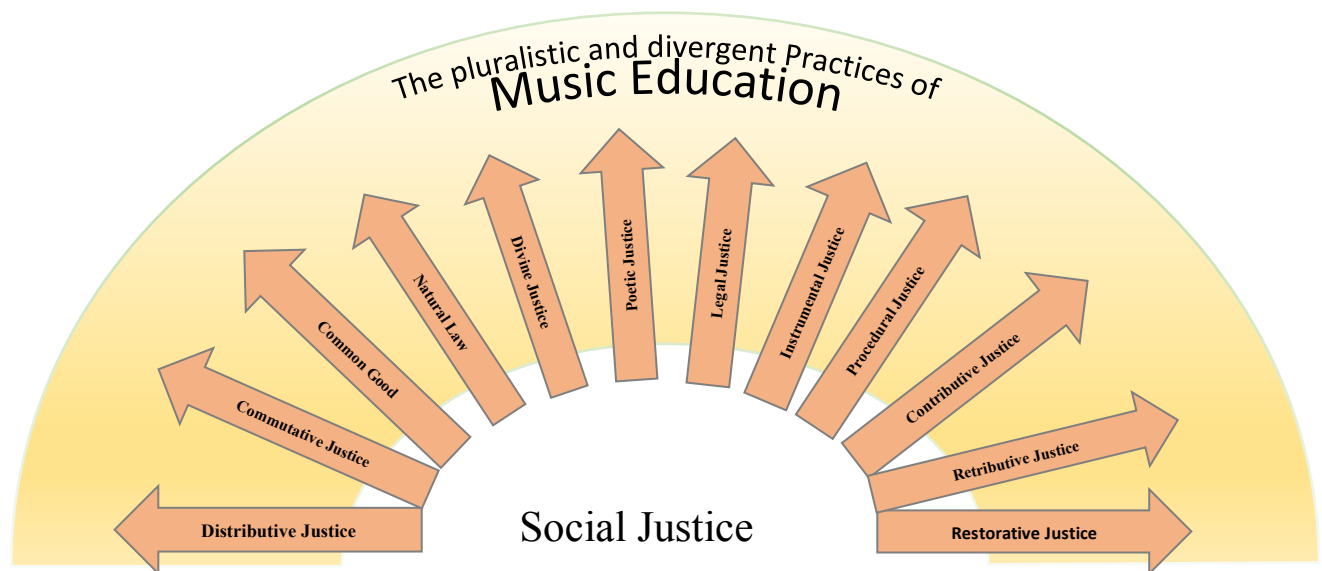 The pluralistic and divergent Practices of
Music Education
Distributive Justice
Commutative Justice
Common Good
Natural Law
Divine Justice
Poetic Justice
Legal Justice
Instrumental Justice
Procedural Justice
Contributive Justice
Retributive Justice
Restorative Justice
Social Justice